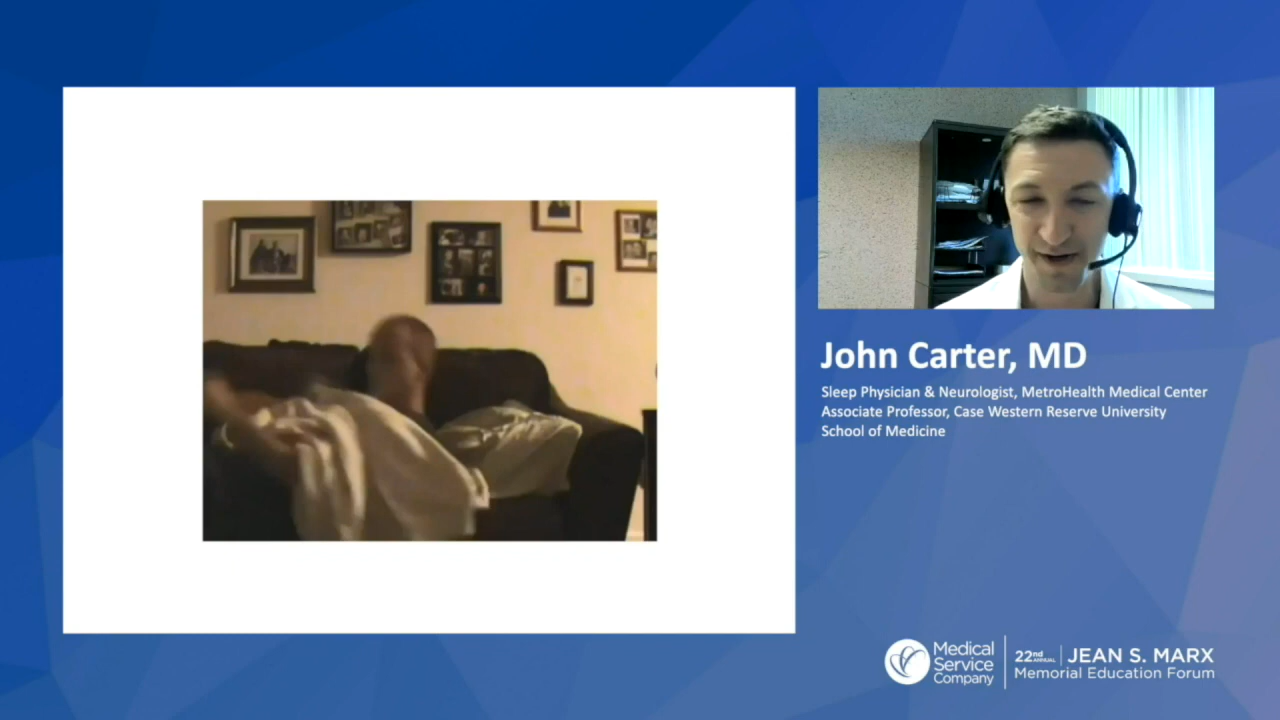 John Carter, MD
Sleep Physician & Neurologist, MetroHealth Medical Center
Associate Professor, Case Western Reserve University
School of Medicine
Medical
Service
Company
22nd ANNUAL JEAN S. MARX
Memorial Education Forum